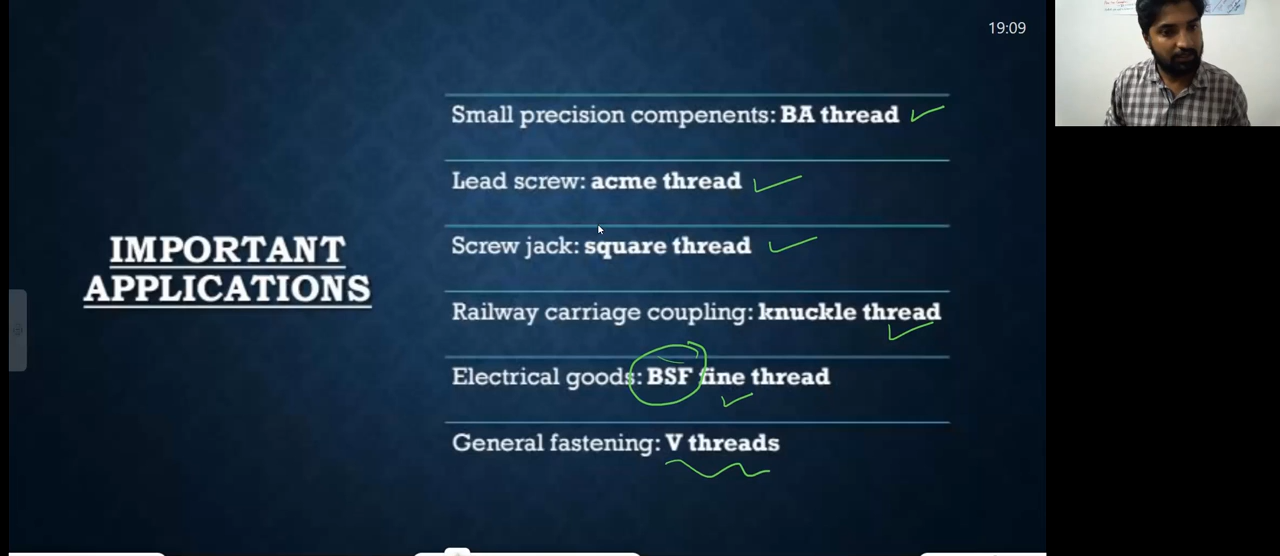 19:09
Small precision compenents: BA thread
Lead screw: acme thread
Screw jack: square thread
IMPORTANT
APPLICATIONS
Railway carriage coupling: knuckle thread
Electrical goods: BSF fine thread
General fastening: V threads